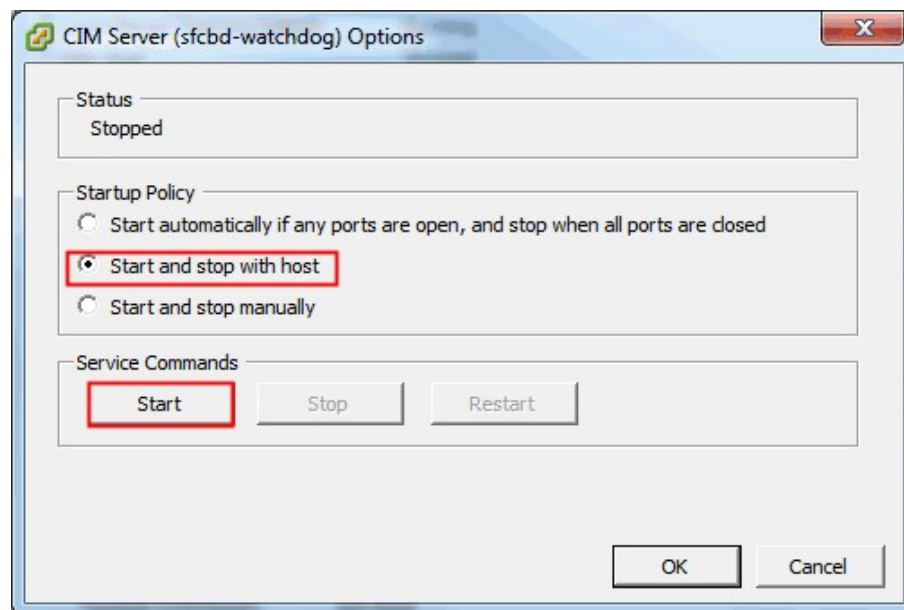 CIM Server (sfcbd-watchdog) Options
Status
Stopped
Startup Policy
Start automatically if any ports are open, and stop when all ports are closed
Start and stop with host
Start and stop manually
Service Commands
Start Stop Restart
OK Cancel